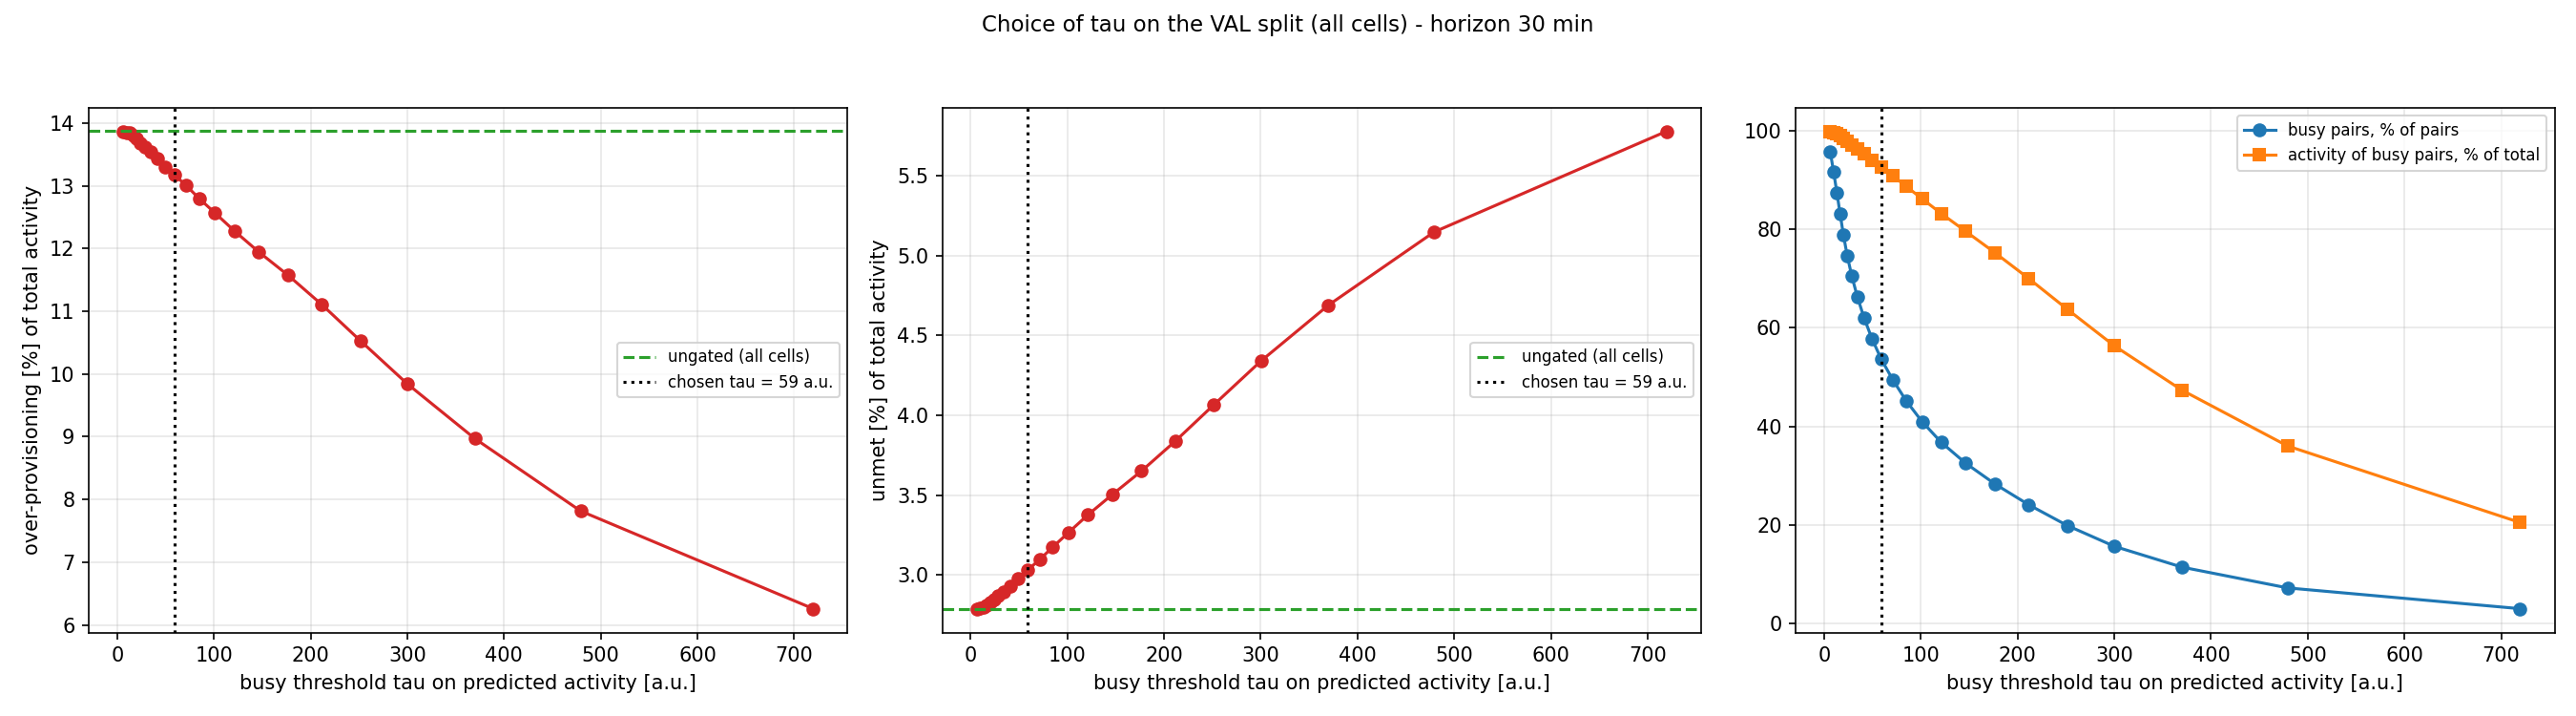 Choice of tau on the VAL split (all cells) - horizon 30 min
over-provisioning [%] of total activity
14
13
12
11
10
9
8
7
6
0 100 200 300 400 500 600 700
busy threshold tau on predicted activity [a.u.]
ungated (all cells)
chosen tau = 59 a.u.
unmet [%] of total activity
5.5
5.0
4.5
4.0
3.5
3.0
0 100 200 300 400 500 600 700
busy threshold tau on predicted activity [a.u.]
ungated (all cells)
chosen tau = 59 a.u.
100
80
60
40
20
0
0 100 200 300 400 500 600 700
busy threshold tau on predicted activity [a.u.]
busy pairs, % of pairs
activity of busy pairs, % of total